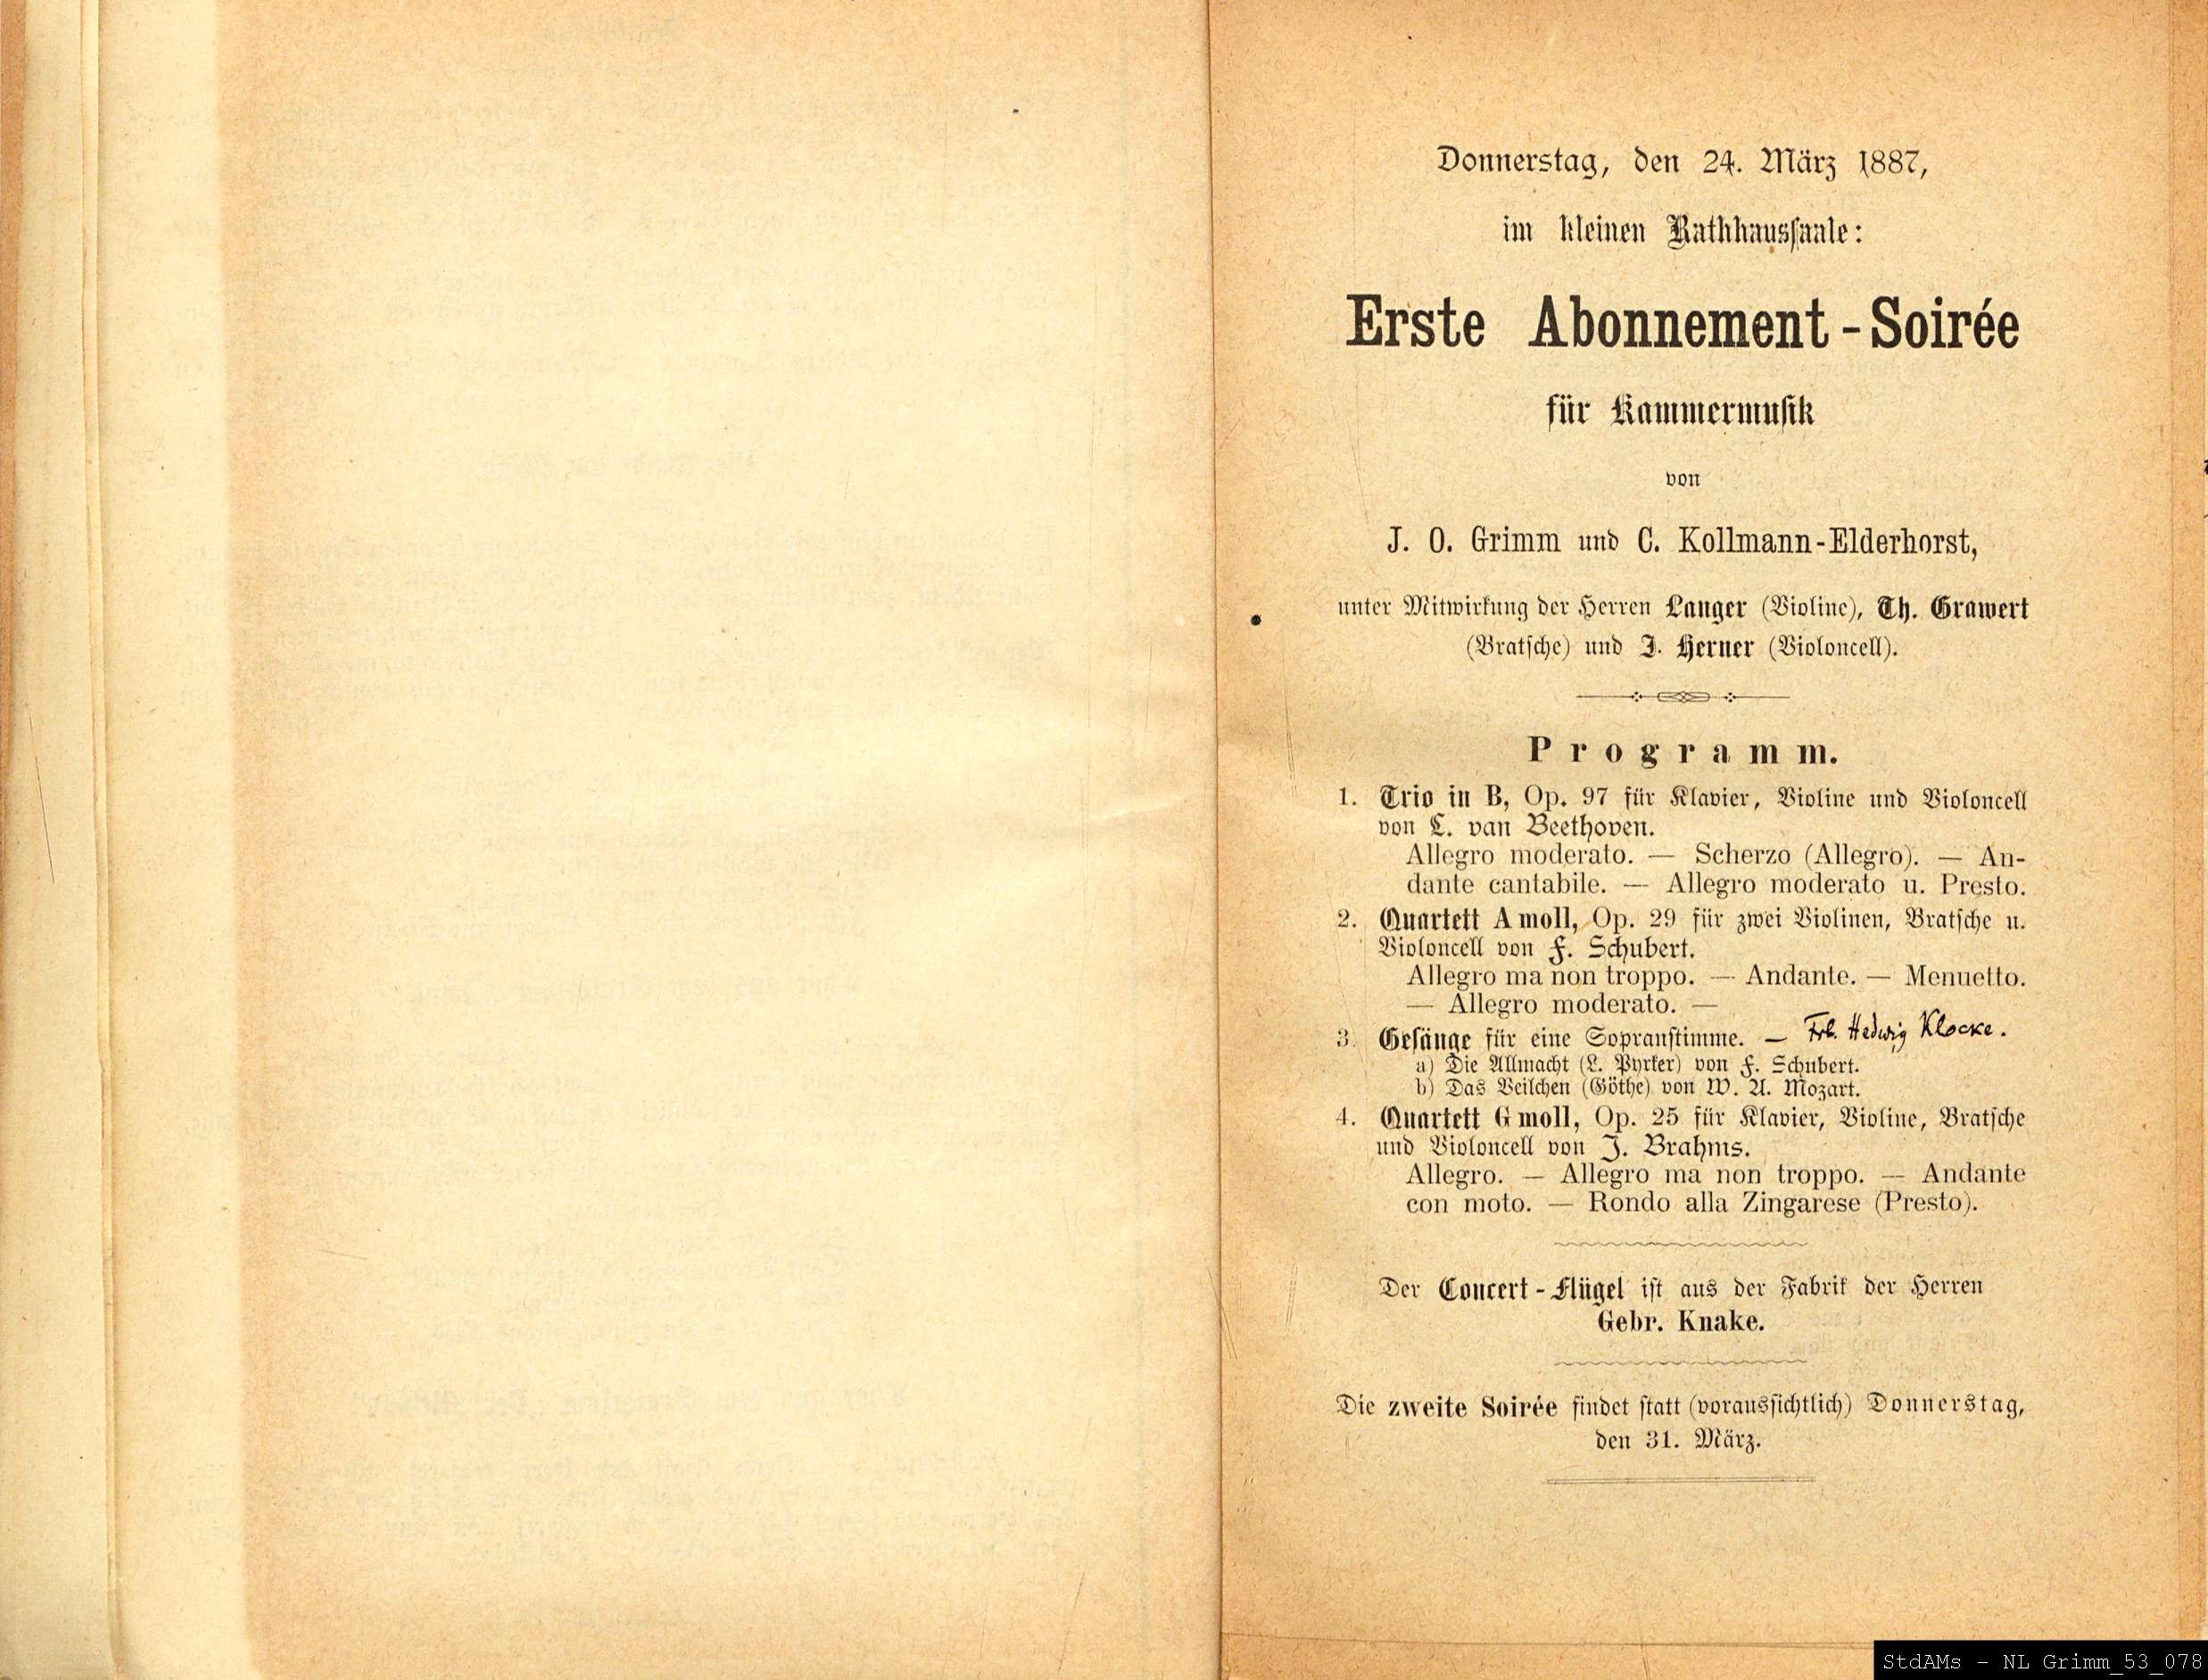 Donnerstag, den 24. März 1887,
im kleinen Rathhaussaale:
Erste Abonnement-Soirée
für Kammermusik
von
J. O. Grimm und C. Kollmann-Elderhorst,
unter Mitwirkung der Herren Langer (Violine), Th. Grawert
(Bratsche) und J. Herner (Violoncell).
Programm.
1. Trio in B, Op. 97 für Klavier, Violine und Violoncell
von L. van Beethoven.
Allegro moderato. — Scherzo (Allegro). — An-
dante cantabile. — Allegro moderato u. Presto.
2. Quartett A moll, Op. 29 für zwei Violinen, Bratsche u.
Violoncell von F. Schubert.
Allegro ma non troppo. — Andante. — Menuetto.
— Allegro moderato. —
3. Gesänge für eine Sopranstimme. — Frl. Hedwig Klocke.
a) Die Allmacht (L. Pyrker) von F. Schubert.
b) Das Veilchen (Göthe) von W. A. Mozart.
4. Quartett G moll, Op. 25 für Klavier, Violine, Bratsche
und Violoncell von J. Brahms.
Allegro. — Allegro ma non troppo. — Andante
con moto. — Rondo alla Zingarese (Presto).
Der Concert-Flügel ist aus der Fabrik der Herren
Gebr. Knake.
Die zweite Soirée findet statt (voraussichtlich) Donnerstag,
den 31. März.
StdAMs - NL Grimm_53_078